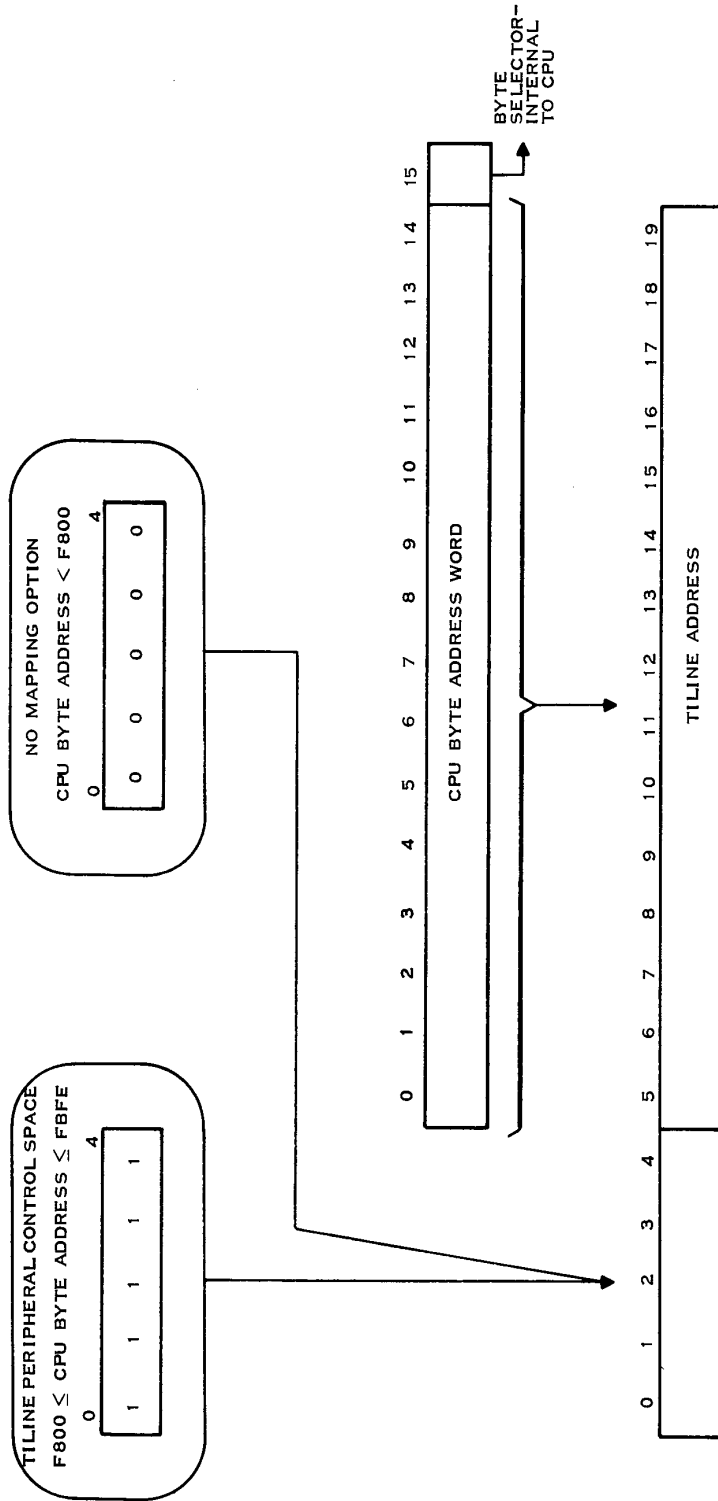 TILINE PERIPHERAL CONTROL SPACE
F800 ≤ CPU BYTE ADDRESS ≤ FBFE
0 4
1 1 1 1 1
NO MAPPING OPTION
CPU BYTE ADDRESS < F800
0 4
0 0 0 0 0
0 1 2 3 4 5 6 7 8 9 10 11 12 13 14 15
CPU BYTE ADDRESS WORD
BYTE
SELECTOR-
INTERNAL
TO CPU
0 1 2 3 4 5 6 7 8 9 10 11 12 13 14 15 16 17 18 19
TILINE ADDRESS